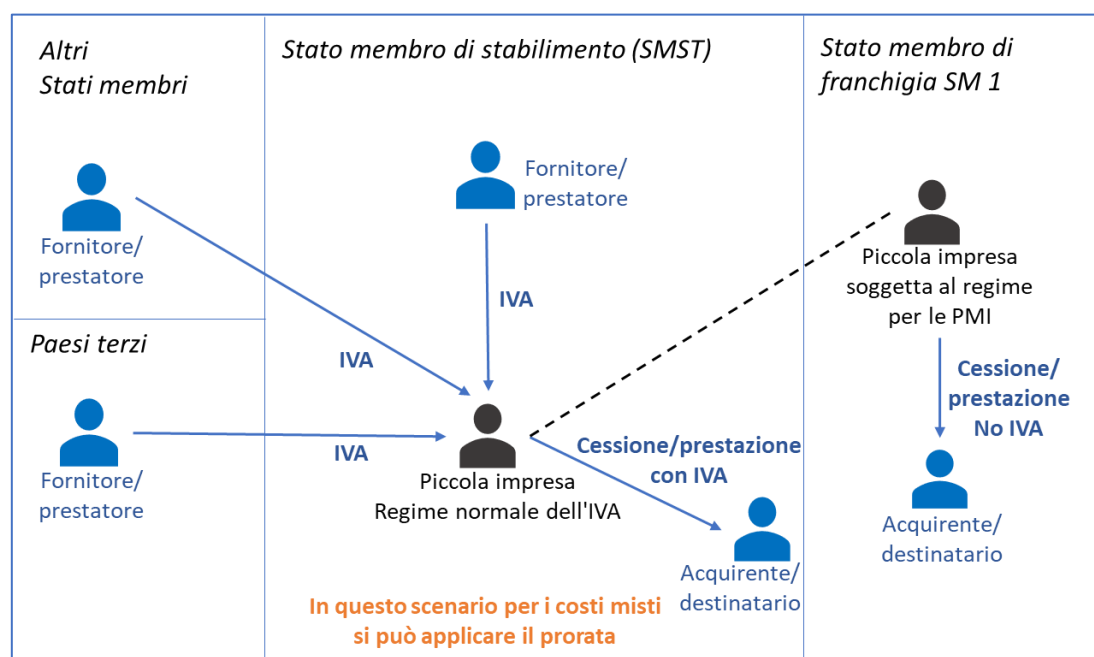 Altri
Stati membri
Fornitore/
prestatore
Paesi terzi
Fornitore/
prestatore
Stato membro di stabilimento (SMST)
Fornitore/
prestatore
IVA
IVA
IVA
Piccola impresa
Regime normale dell'IVA
Cessione/prestazione
con IVA
Acquirente/
destinatario
In questo scenario per i costi misti
si può applicare il prorata
Stato membro di
franchigia SM 1
Piccola impresa
soggetta al regime
per le PMI
Cessione/
prestazione
No IVA
Acquirente/
destinatario